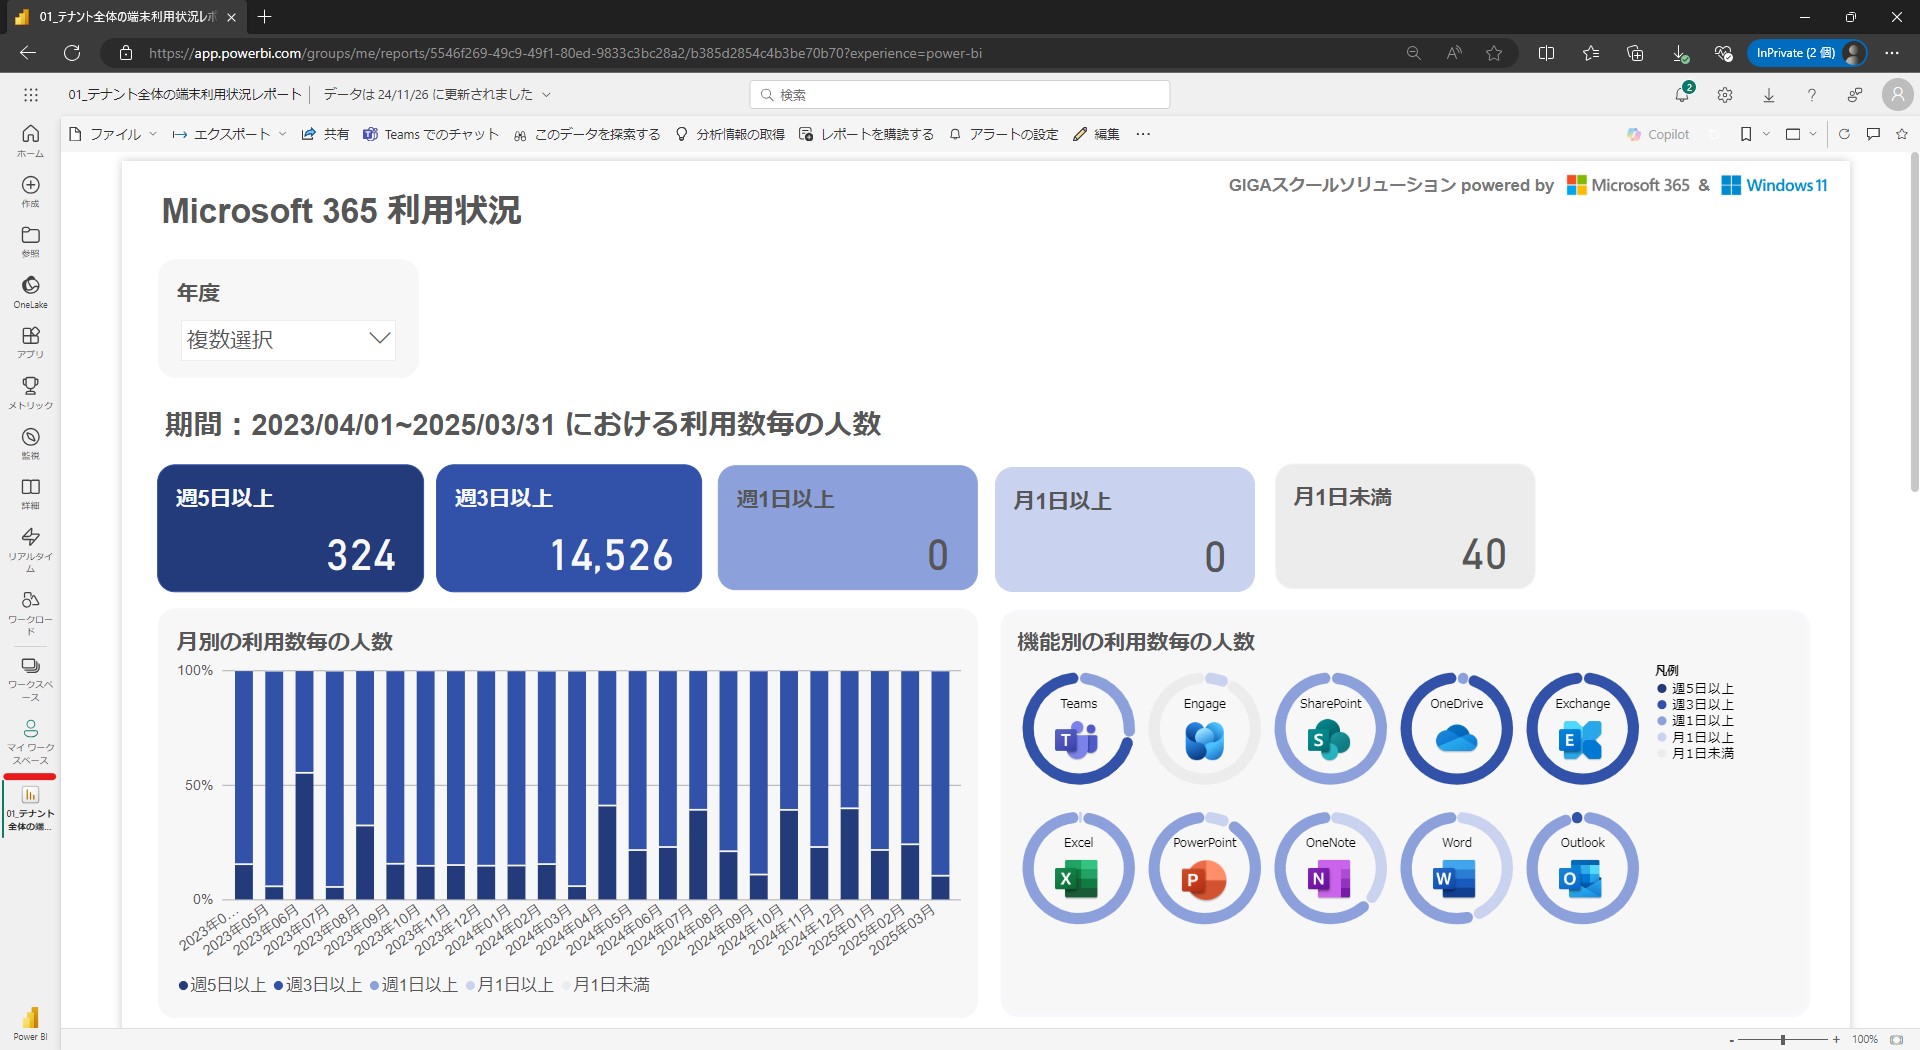 01_テナント全体の端末利用状況レポ
https://app.powerbi.com/groups/me/reports/5546f269-49c9-49f1-80ed-9833c3bc28a2/b385d2854c4b3be70b70?experience=power-bi
InPrivate (2 個)
01_テナント全体の端末利用状況レポート
データは 24/11/26 に更新されました
検索
2
ファイル
エクスポート
共有
Teams でのチャット
このデータを探索する
分析情報の取得
レポートを購読する
アラートの設定
編集
Copilot
ホーム
作成
参照
OneLake
アプリ
メトリック
監視
詳細
リアルタイ
ム
ワークロー
ド
ワークスペ
ース
マイ ワーク
スペース
01_テナント
全体の端...
Power BI
Microsoft 365 利用状況
GIGAスクールソリューション powered by Microsoft 365 & Windows 11
年度
複数選択
期間：2023/04/01~2025/03/31 における利用数毎の人数
週5日以上
324
週3日以上
14,526
週1日以上
0
月1日以上
0
月1日未満
40
月別の利用数毎の人数
100%
50%
0%
2023年0...
2023年05月
2023年06月
2023年07月
2023年08月
2023年09月
2023年10月
2023年11月
2023年12月
2024年01月
2024年02月
2024年03月
2024年04月
2024年05月
2024年06月
2024年07月
2024年08月
2024年09月
2024年10月
2024年11月
2024年12月
2025年01月
2025年02月
2025年03月
週5日以上 週3日以上 週1日以上 月1日以上 月1日未満
機能別の利用数毎の人数
Teams
Engage
SharePoint
OneDrive
Exchange
Excel
PowerPoint
OneNote
Word
Outlook
凡例
週5日以上
週3日以上
週1日以上
月1日以上
月1日未満
100%